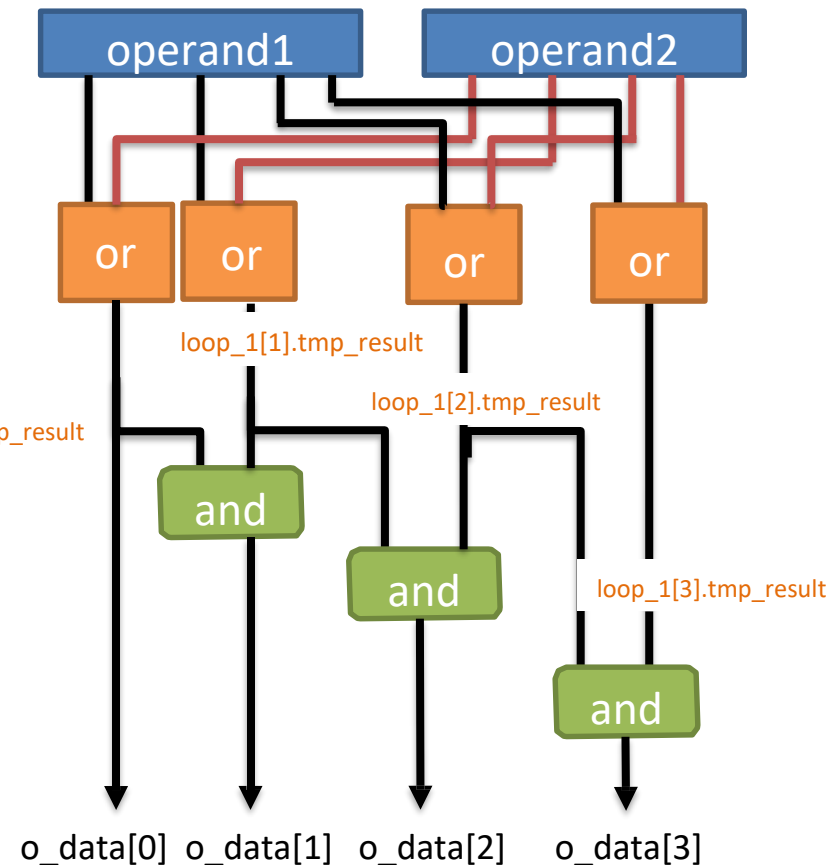 operand1
operand2
or
or
or
or
loop_1[1].tmp_result
loop_1[2].tmp_result
p_result
and
and
loop_1[3].tmp_result
and
o_data[0]
o_data[1]
o_data[2]
o_data[3]